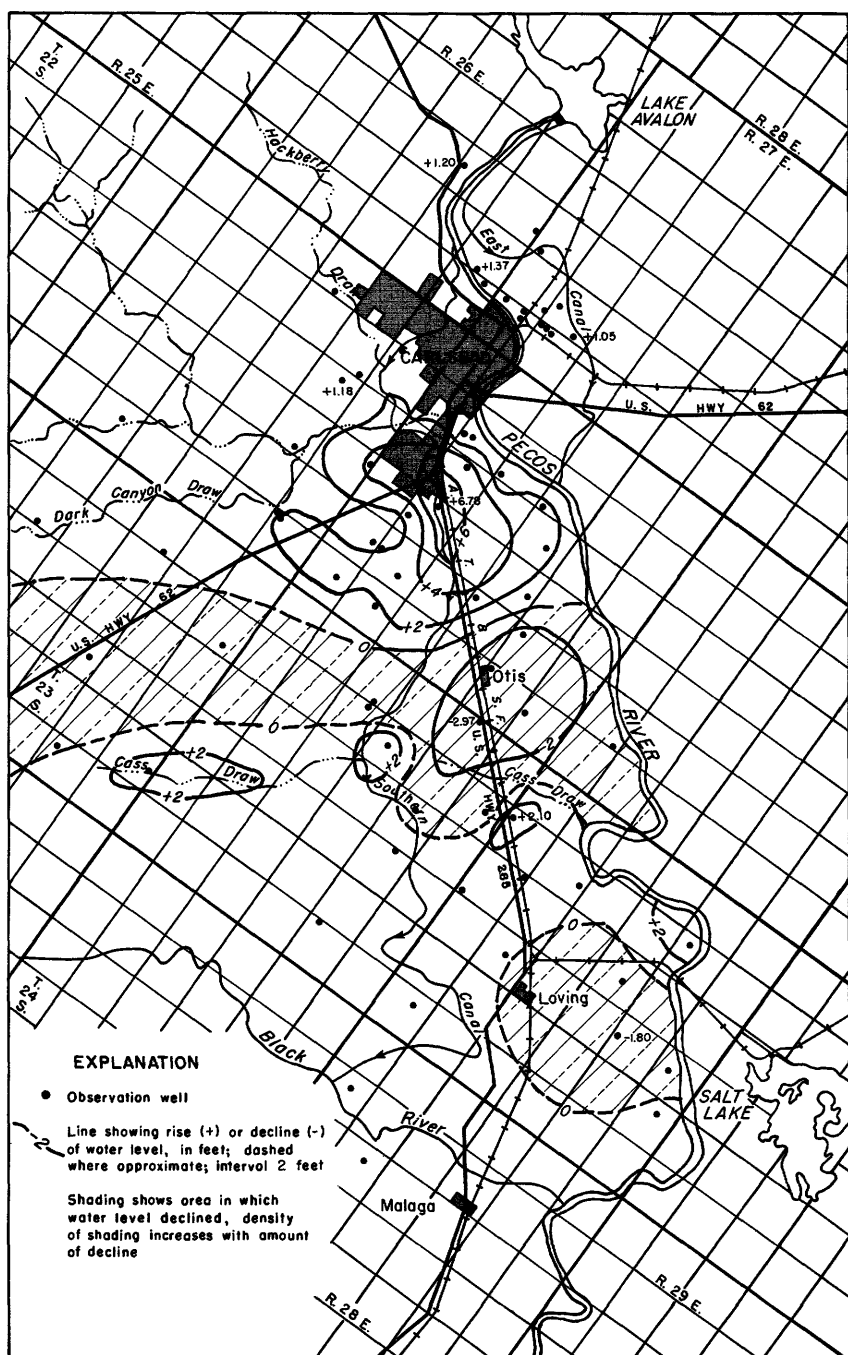 T.
22
S.
R. 25 E.
R. 26 E.
LAKE
AVALON
R. 28 E.
R. 27 E.
Hackberry
Draw
+1.20
East
Canal
+1.37
+1.05
+1.18
U. S. HWY 62
PECOS
RIVER
Dark Canyon Draw
+6.78
A. T.
+4
+2
0
U.S. HWY 62
T.
23
S.
Otis
-2.97
S. F.
U.S.
HWY
285
-2
0
+2
Cass Draw
+2
+2
Southern
Canal
Cass Draw
+2.10
+2
0
Loving
-1.80
0
T.
24
S.
Black
River
SALT
LAKE
Malaga
R. 28 E.
R. 29 E.
EXPLANATION
Observation well
-2
Line showing rise (+) or decline (-)
of water level, in feet; dashed
where approximate; interval 2 feet
Shading shows area in which
water level declined, density
of shading increases with amount
of decline